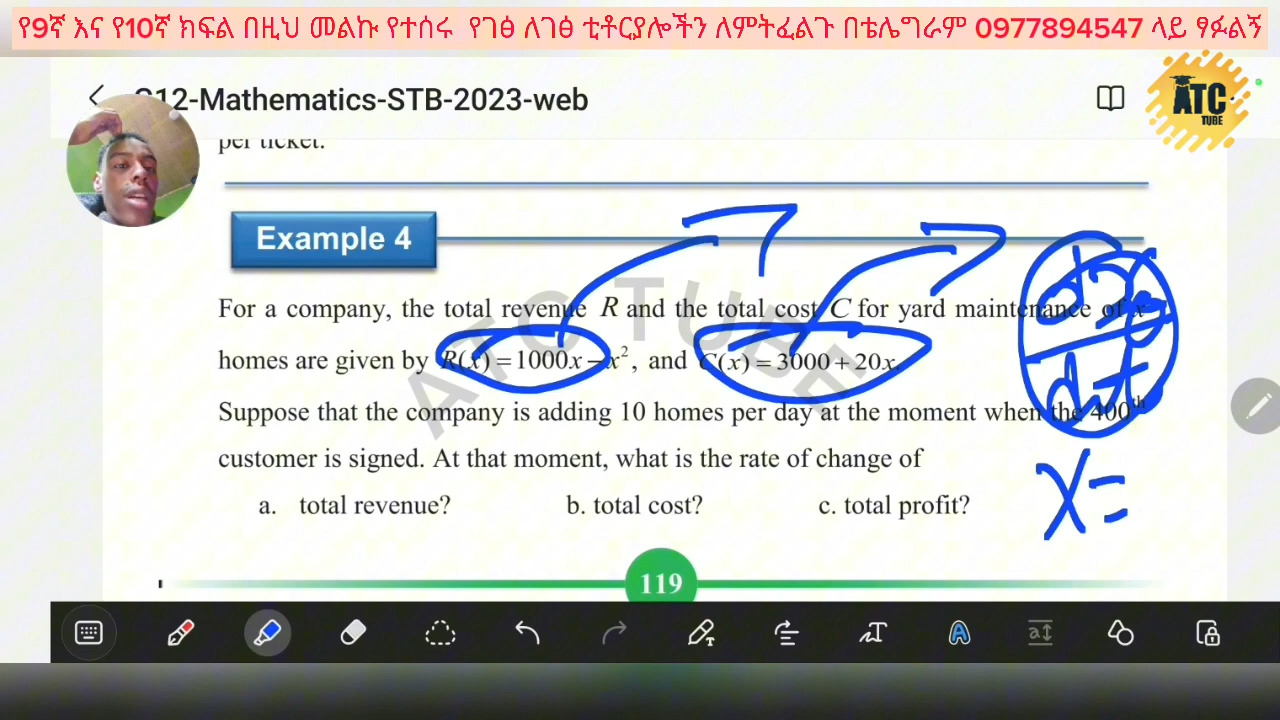 የ9ኛ እና የ10ኛ ክፍል በዚህ መልኩ የተሰሩ የገፅ ለገፅ ቲቶርያሎችን ለምትፈልጉ በቴሌግራም 0977894547 ላይ ፃፉልኝ
12-Mathematics-STB-2023-web
ATC
TUBE
per ticket.
Example 4
For a company, the total revenue R and the total cost C for yard maintenance of x
homes are given by R(x) = 1000x − x², and C(x) = 3000 + 20x.
Suppose that the company is adding 10 homes per day at the moment when the 400th
customer is signed. At that moment, what is the rate of change of
a. total revenue? b. total cost? c. total profit?
dt
x=
119
ATC TUBE